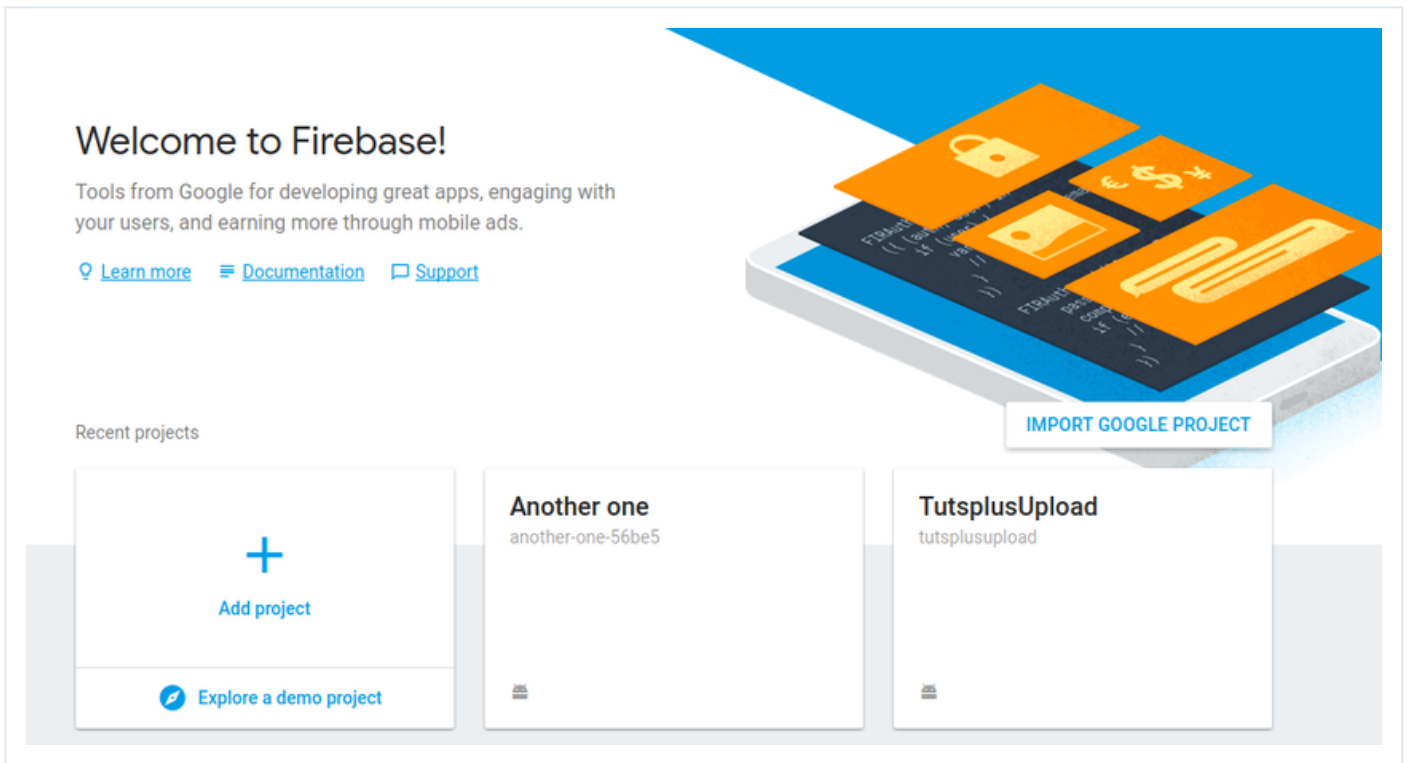 Welcome to Firebase!
Tools from Google for developing great apps, engaging with
your users, and earning more through mobile ads.
Learn more Documentation Support
IMPORT GOOGLE PROJECT
Recent projects
Add project
Explore a demo project
Another one
another-one-56be5
TutsplusUpload
tutsplusupload